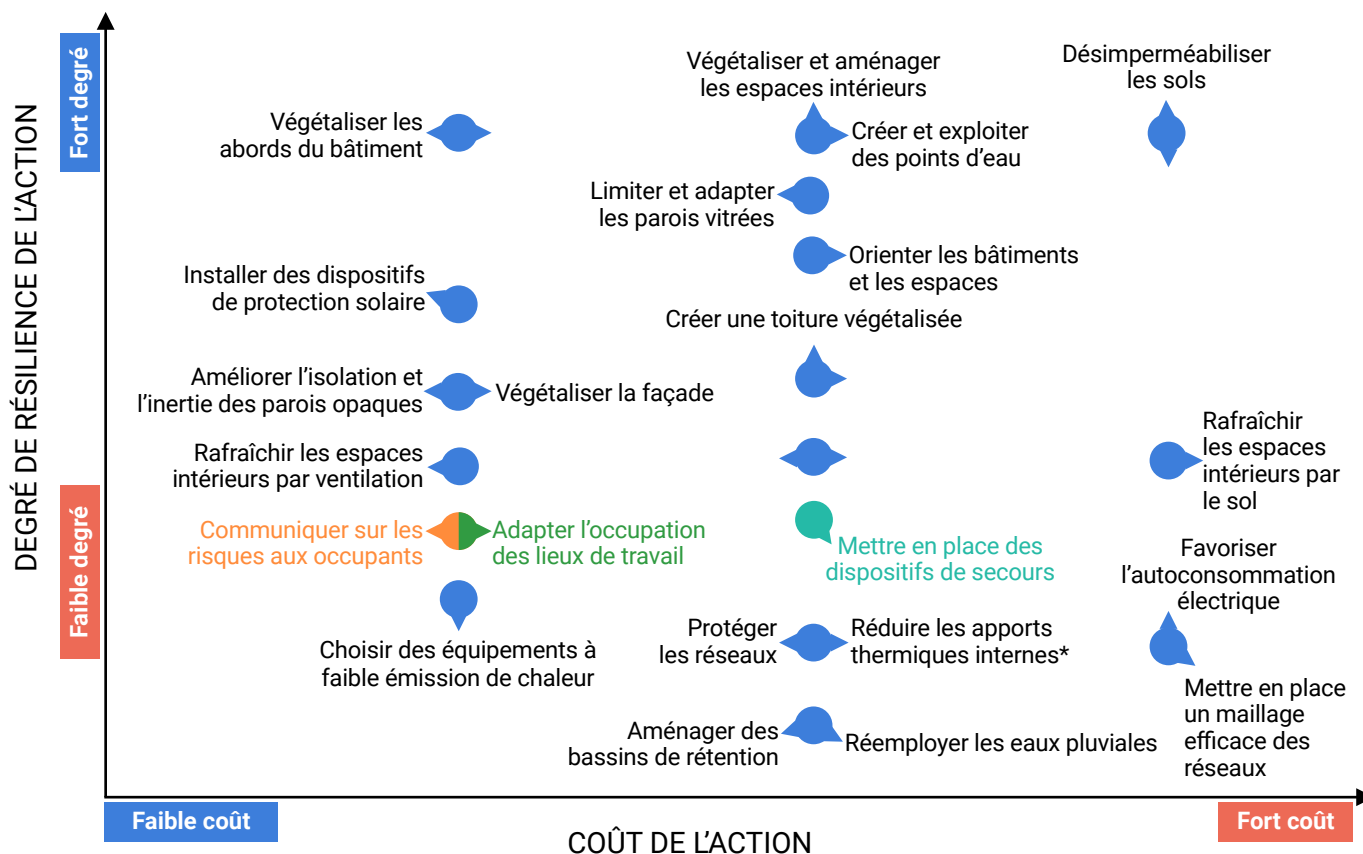 DEGRÉ DE RÉSILIENCE DE L'ACTION
Fort degré
Faible degré
Végétaliser les
abords du bâtiment
Végétaliser et aménager
les espaces intérieurs
Créer et exploiter
des points d'eau
Désimperméabiliser
les sols
Limiter et adapter
les parois vitrées
Orienter les bâtiments
et les espaces
Installer des dispositifs
de protection solaire
Créer une toiture végétalisée
Améliorer l'isolation et
l'inertie des parois opaques
Végétaliser la façade
Rafraîchir les espaces
intérieurs par ventilation
Rafraîchir
les espaces
intérieurs par
le sol
Communiquer sur les
risques aux occupants
Adapter l'occupation
des lieux de travail
Mettre en place des
dispositifs de secours
Favoriser
l'autoconsommation
électrique
Choisir des équipements à
faible émission de chaleur
Protéger
les réseaux
Réduire les apports
thermiques internes*
Mettre en place
un maillage
efficace des
réseaux
Aménager des
bassins de rétention
Réemployer les eaux pluviales
Faible coût
COÛT DE L'ACTION
Fort coût